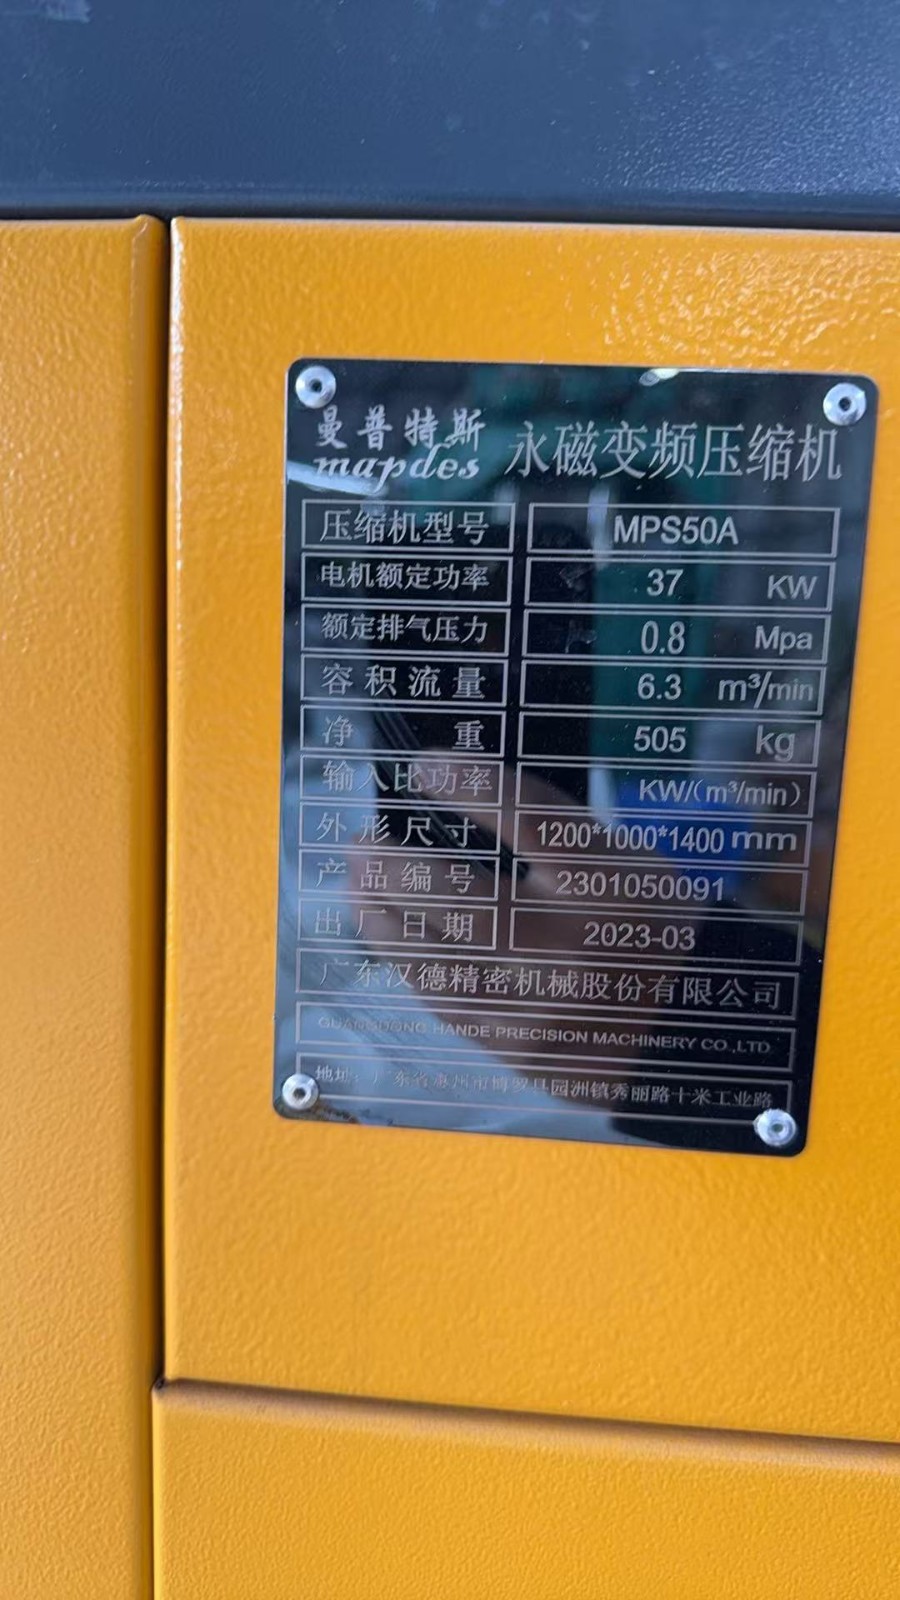 曼普特斯
mapdes
永磁变频压缩机
压缩机型号 MPS50A
电机额定功率 37 KW
额定排气压力 0.8 Mpa
容积流量 6.3 m³/min
净重 505 kg
输入比功率 KW/(m³/min)
外形尺寸 1200*1000*1400 mm
产品编号 2301050091
出厂日期 2023-03
广东汉德精密机械股份有限公司
GUANGDONG HANDE PRECISION MACHINERY CO.,LTD
地址：广东省惠州市博罗县园洲镇秀丽路十米工业路